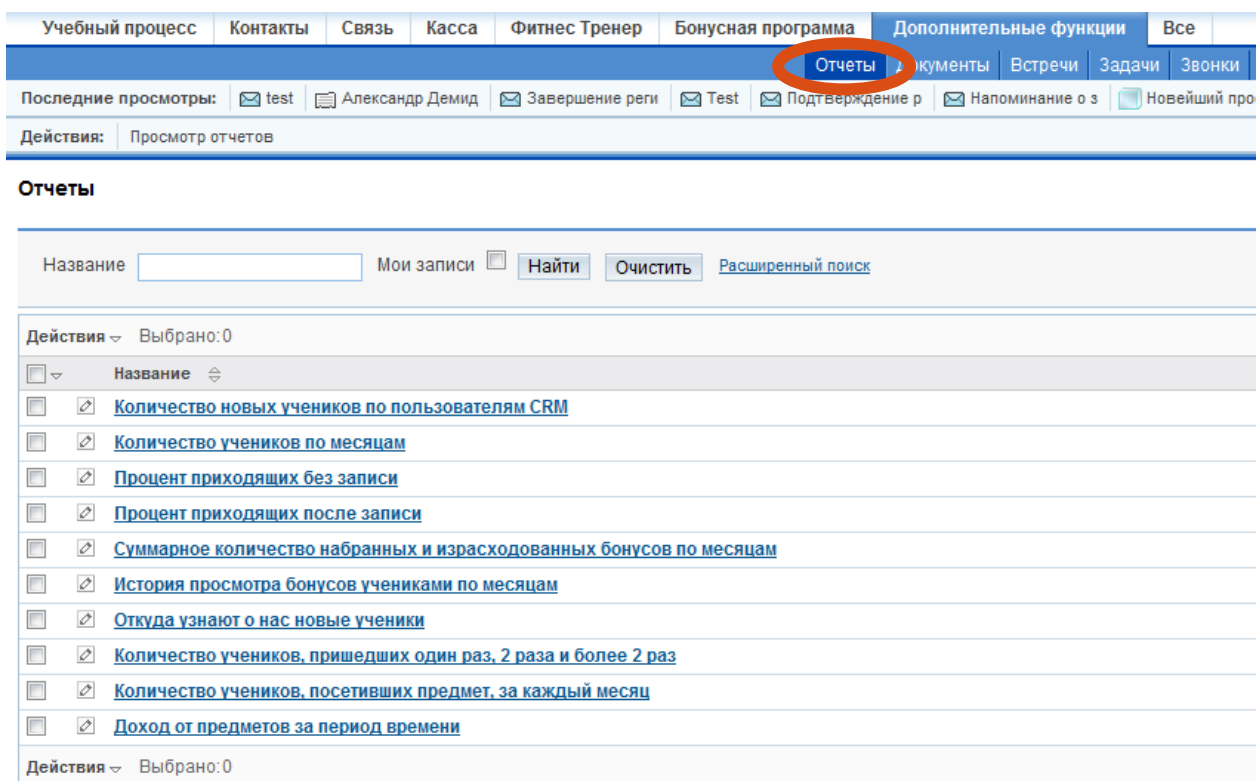 Учебный процесс Контакты Связь Касса Фитнес Тренер Бонусная программа Дополнительные функции Все
Отчеты Документы Встречи Задачи Звонки
Последние просмотры: test Александр Демид Завершение реги Test Подтверждение р Напоминание о з Новейший про
Действия: Просмотр отчетов
Отчеты
Название Мои записи Найти Очистить Расширенный поиск
Действия Выбрано:0
Название
Количество новых учеников по пользователям CRM
Количество учеников по месяцам
Процент приходящих без записи
Процент приходящих после записи
Суммарное количество набранных и израсходованных бонусов по месяцам
История просмотра бонусов учениками по месяцам
Откуда узнают о нас новые ученики
Количество учеников, пришедших один раз, 2 раза и более 2 раз
Количество учеников, посетивших предмет, за каждый месяц
Доход от предметов за период времени
Действия Выбрано:0